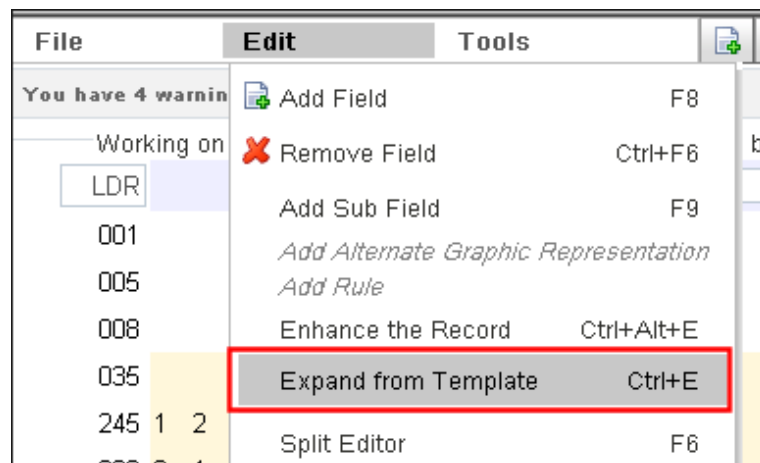 File Edit Tools
You have 4 warnin
Add Field F8
Working on
Remove Field Ctrl+F6
LDR
Add Sub Field F9
001
Add Alternate Graphic Representation
005
Add Rule
008
Enhance the Record Ctrl+Alt+E
035
Expand from Template Ctrl+E
245 1 2
Split Editor F6